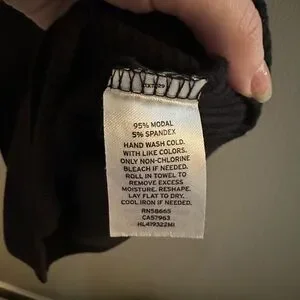 95% MODAL
5% SPANDEX
HAND WASH COLD.
WITH LIKE COLORS.
ONLY NON-CHLORINE
BLEACH IF NEEDED.
ROLL IN TOWEL TO
REMOVE EXCESS
MOISTURE. RESHAPE.
LAY FLAT TO DRY.
COOL IRON IF NEEDED.
RN58665
CA57963
HL419322MI